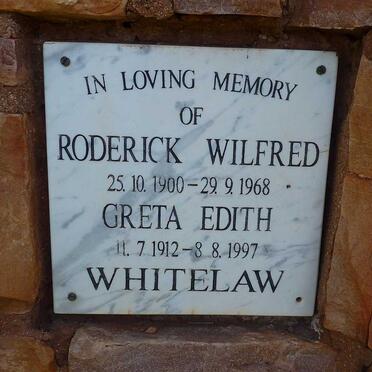 IN LOVING MEMORY
OF
RODERICK WILFRED
25. 10. 1900 - 29. 9. 1968
GRETA EDITH
11. 7 1912 - 8 8. 1997
WHITELAW